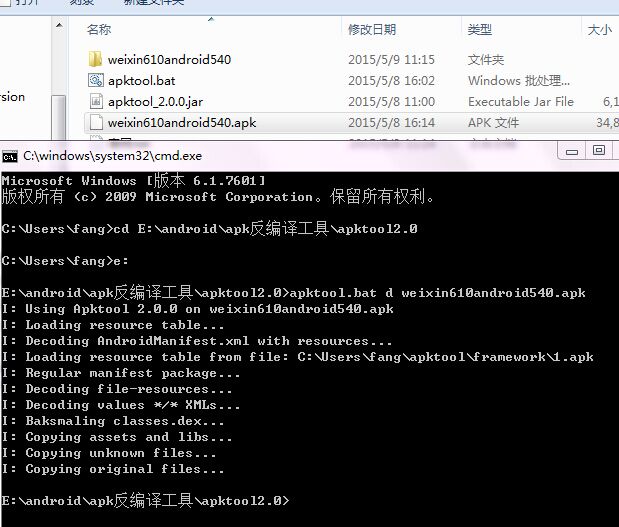 打开 刻录 新建文件夹
名称 修改日期 类型 大小
weixin610android540 2015/5/9 11:15 文件夹
apktool.bat 2015/5/8 16:02 Windows 批处理...
rsion apktool_2.0.0.jar 2015/5/8 11:00 Executable Jar File 6,1
weixin610android540.apk 2015/5/8 16:14 APK 文件 34,8
C:\windows\system32\cmd.exe
Microsoft Windows [版本 6.1.7601]
版权所有 (c) 2009 Microsoft Corporation。保留所有权利。
C:\Users\fang>cd E:\android\apk反编译工具\apktool2.0
C:\Users\fang>e:
E:\android\apk反编译工具\apktool2.0>apktool.bat d weixin610android540.apk
I: Using Apktool 2.0.0 on weixin610android540.apk
I: Loading resource table...
I: Decoding AndroidManifest.xml with resources...
I: Loading resource table from file: C:\Users\fang\apktool\framework\1.apk
I: Regular manifest package...
I: Decoding file-resources...
I: Decoding values */* XMLs...
I: Baksmaling classes.dex...
I: Copying assets and libs...
I: Copying unknown files...
I: Copying original files...
E:\android\apk反编译工具\apktool2.0>